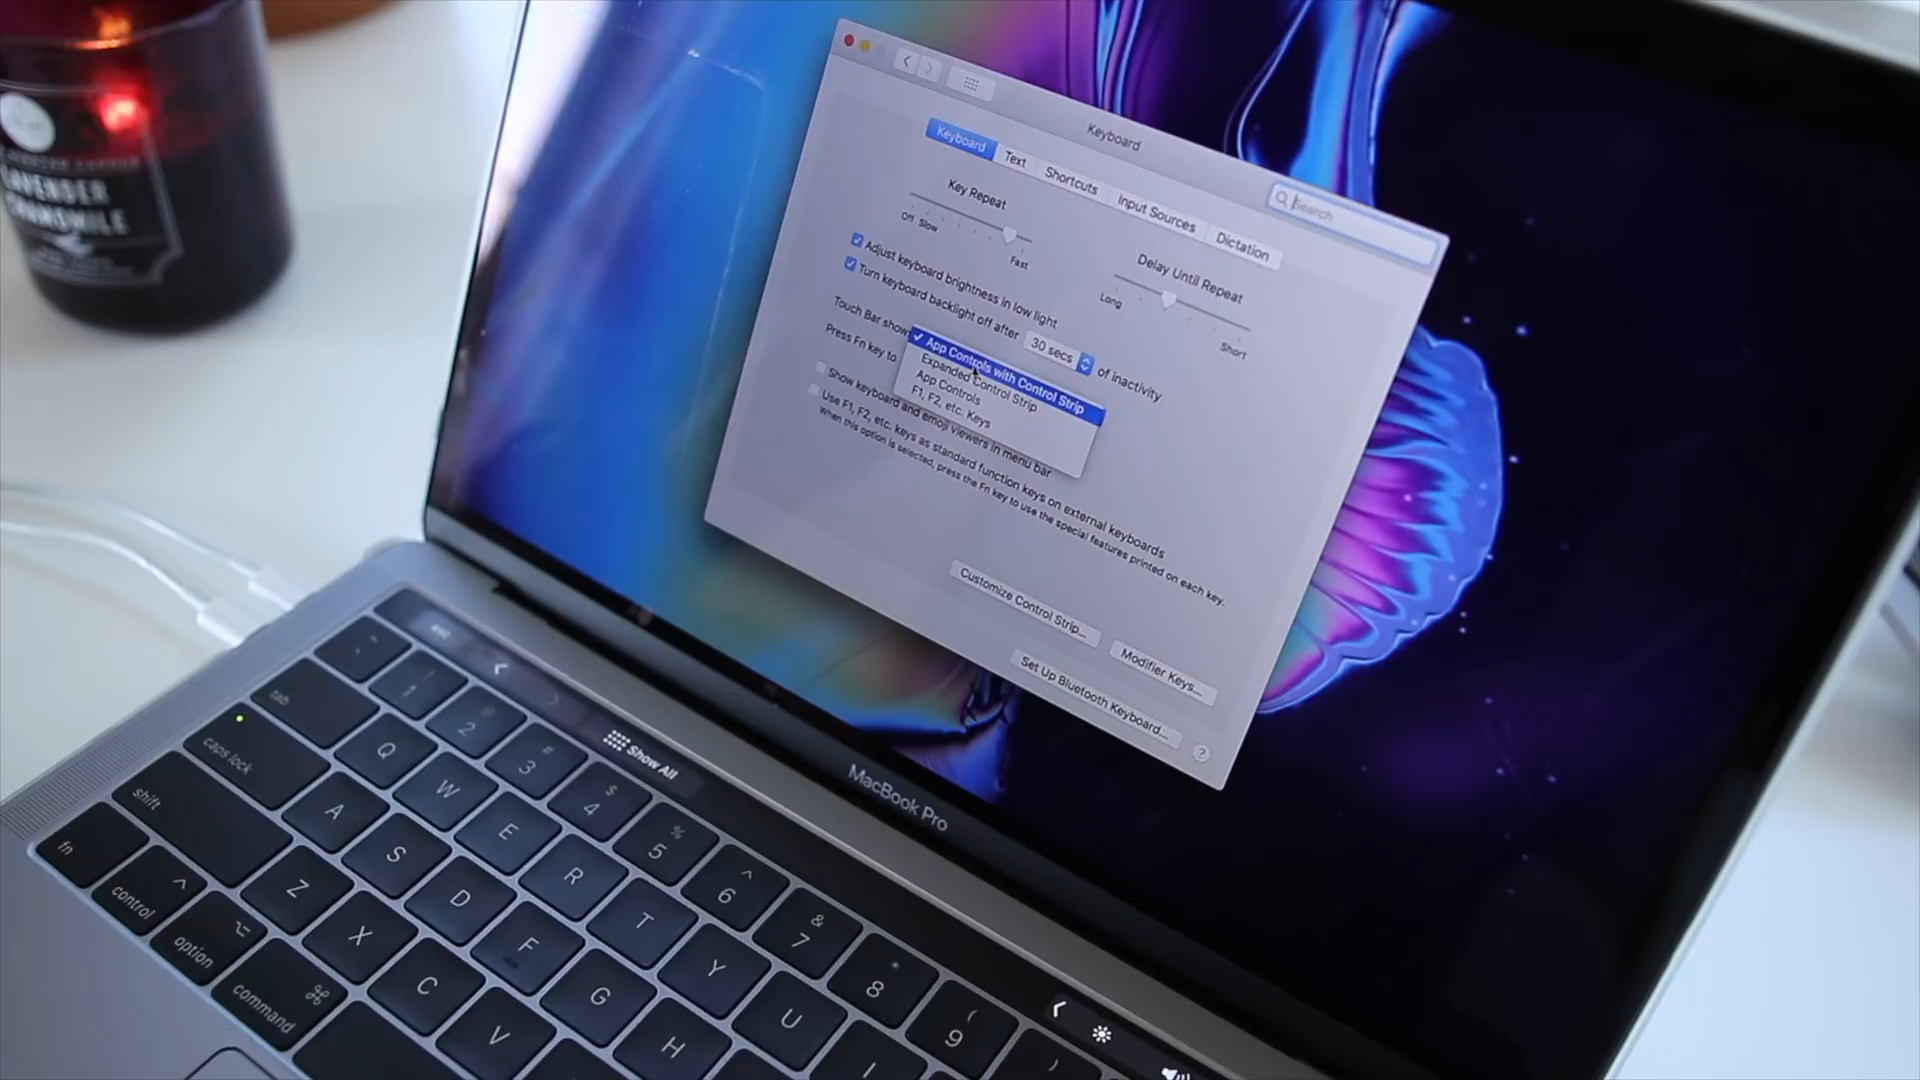 LAVENDER
Keyboard
Keyboard
Text
Shortcuts
Input Sources
Dictation
Search
Key Repeat
Off
Slow
Fast
Delay Until Repeat
Long
Short
Adjust keyboard brightness in low light
Turn keyboard backlight off after
30 secs
of inactivity
Touch Bar shows
✓ App Controls with Control Strip
Expanded Control Strip
App Controls
F1, F2, etc. Keys
Press Fn key to
Show keyboard and emoji viewers in menu bar
Use F1, F2, etc. keys as standard function keys on external keyboards
When this option is selected, press the Fn key to use the special features printed on each key.
Customize Control Strip...
Modifier Keys...
Set Up Bluetooth Keyboard...
?
MacBook Pro
esc
Show All
1
@
2
#
3
$
4
%
5
^
6
&
7
*
8
(
9
)
tab
Q
W
E
R
T
Y
U
I
caps lock
A
S
D
F
G
H
shift
Z
X
C
V
fn
control
option
command